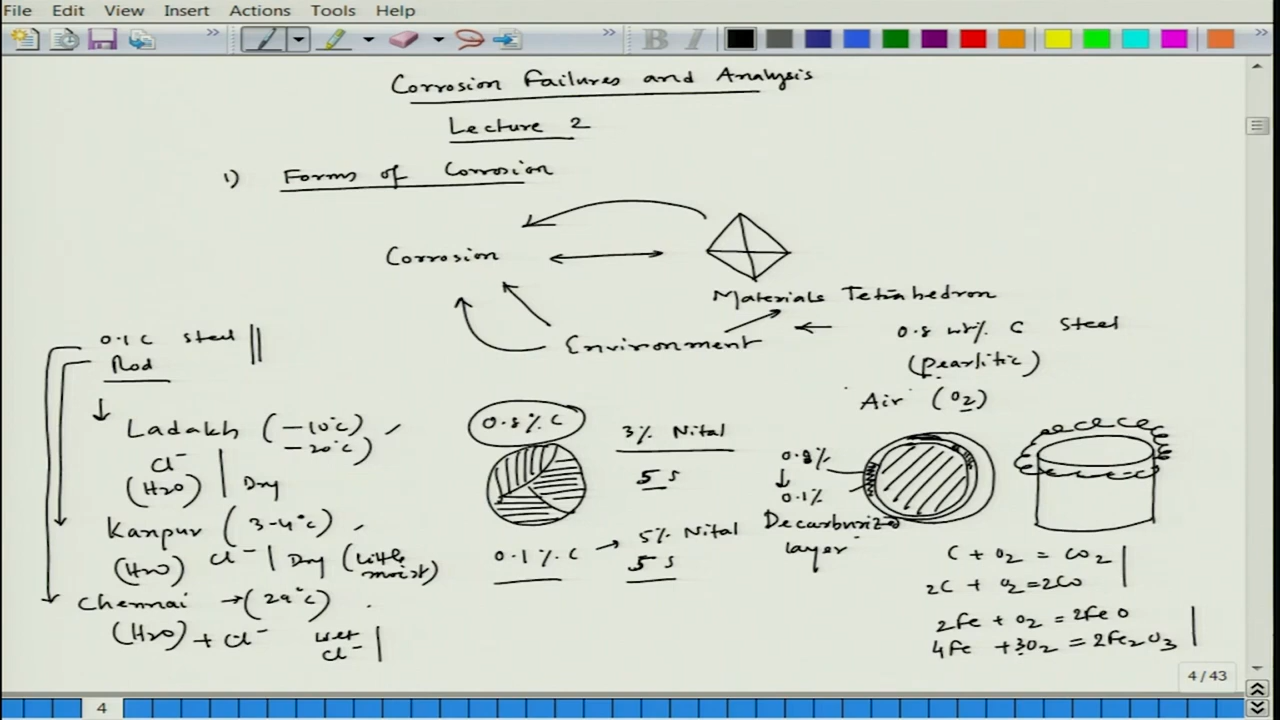 File Edit View Insert Actions Tools Help
Corrosion Failures and Analysis
Lecture 2
1) Forms of Corrosion
Corrosion
Materials Tetrahedron
Environment
0.1 C steel
Rod
Ladakh (-10°C)
-20°C)
Cl-
(H2O) | Dry
Kanpur (3-4°C)
(H2O) Cl- | Dry (little moist)
Chennai → (29°C)
(H2O) + Cl- wet
Cl-
0.8% C
3% Nital
5 s
0.1% C → 5% Nital
5 s
0.8 wt% C Steel
(pearlitic)
Air (O2)
0.8%
↓
0.1%
Decarburized
layer
C + O2 = CO2
2C + O2 = 2CO
2Fe + O2 = 2FeO
4Fe + 3O2 = 2Fe2O3
4 / 43
4